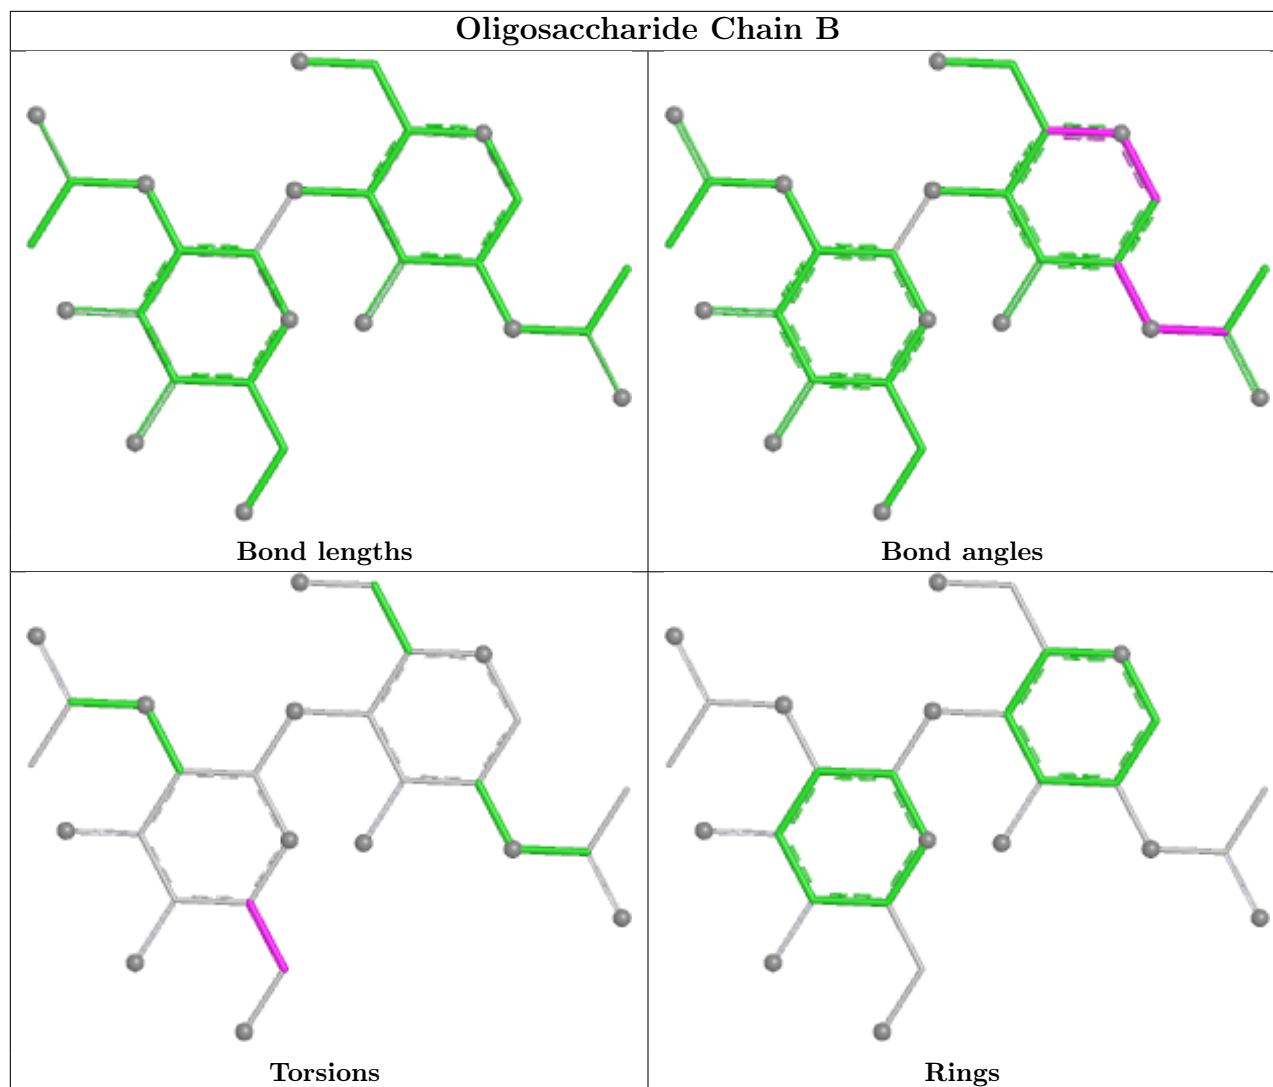 Oligosaccharide Chain B
Bond lengths
Bond angles
Torsions
Rings